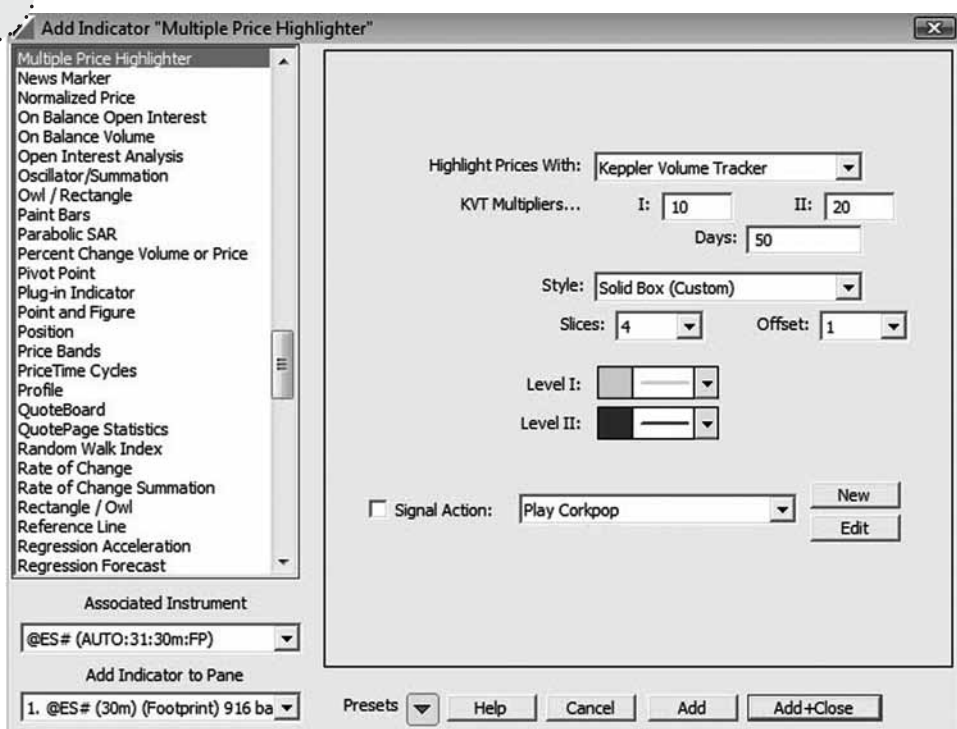 Add Indicator "Multiple Price Highlighter"
Multiple Price Highlighter
News Marker
Normalized Price
On Balance Open Interest
On Balance Volume
Open Interest Analysis
Oscillator/Summation
Owl / Rectangle
Paint Bars
Parabolic SAR
Percent Change Volume or Price
Pivot Point
Plug-in Indicator
Point and Figure
Position
Price Bands
PriceTime Cycles
Profile
QuoteBoard
QuotePage Statistics
Random Walk Index
Rate of Change
Rate of Change Summation
Rectangle / Owl
Reference Line
Regression Acceleration
Regression Forecast
Associated Instrument
@ES# (AUTO:31:30m:FP)
Add Indicator to Pane
1. @ES# (30m) (Footprint) 916 ba
Highlight Prices With: Keppler Volume Tracker
KVT Multipliers... I: 10 II: 20
Days: 50
Style: Solid Box (Custom)
Slices: 4 Offset: 1
Level I:
Level II:
Signal Action: Play Corkpop New
Edit
Presets Help Cancel Add Add+Close